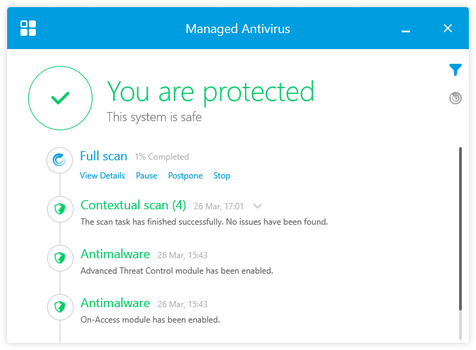 Managed Antivirus
You are protected
This system is safe
Full scan 1% Completed
View Details Pause Postpone Stop
Contextual scan (4) 26 Mar, 17:01
The scan task has finished successfully. No issues have been found.
Antimalware 26 Mar, 15:43
Advanced Threat Control module has been enabled.
Antimalware 26 Mar, 15:43
On-Access module has been enabled.